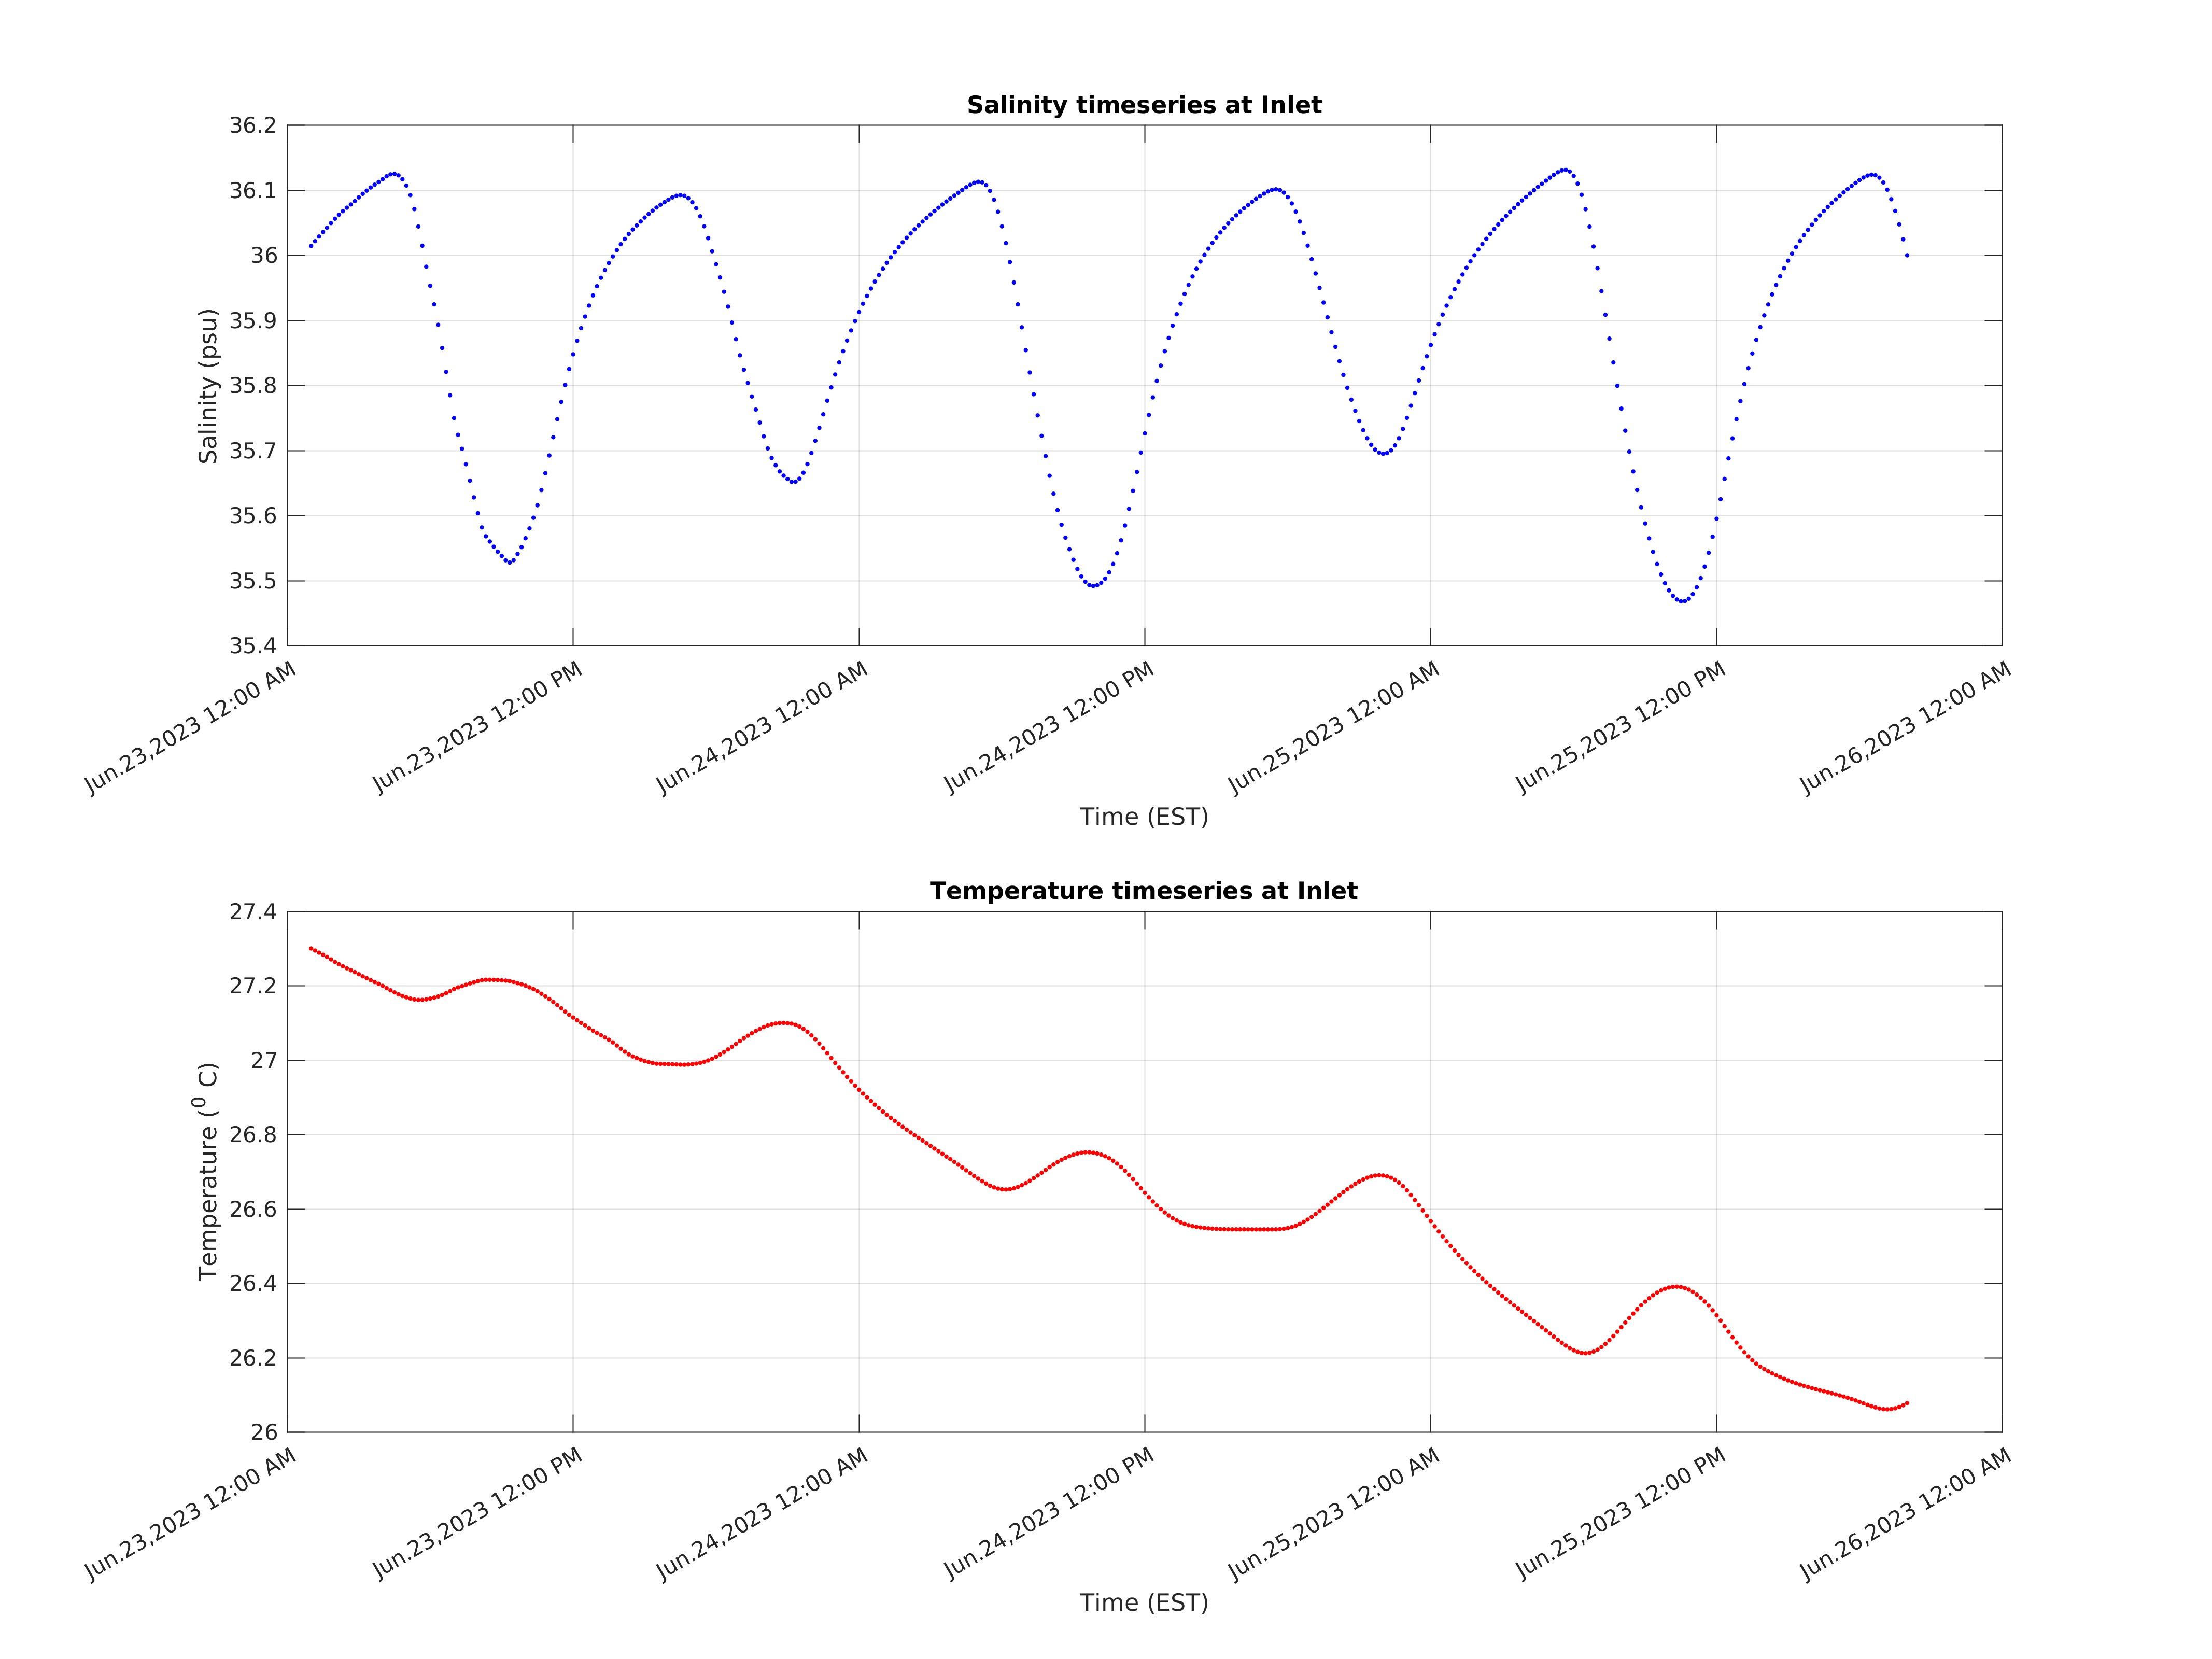 Salinity timeseries at Inlet
36.2
36.1
36
35.9
35.8
35.7
35.6
35.5
35.4
Salinity (psu)
Jun.23,2023 12:00 AM
Jun.23,2023 12:00 PM
Jun.24,2023 12:00 AM
Jun.24,2023 12:00 PM
Jun.25,2023 12:00 AM
Jun.25,2023 12:00 PM
Jun.26,2023 12:00 AM
Time (EST)
Temperature timeseries at Inlet
27.4
27.2
27
26.8
26.6
26.4
26.2
26
Temperature (⁰ C)
Jun.23,2023 12:00 AM
Jun.23,2023 12:00 PM
Jun.24,2023 12:00 AM
Jun.24,2023 12:00 PM
Jun.25,2023 12:00 AM
Jun.25,2023 12:00 PM
Jun.26,2023 12:00 AM
Time (EST)